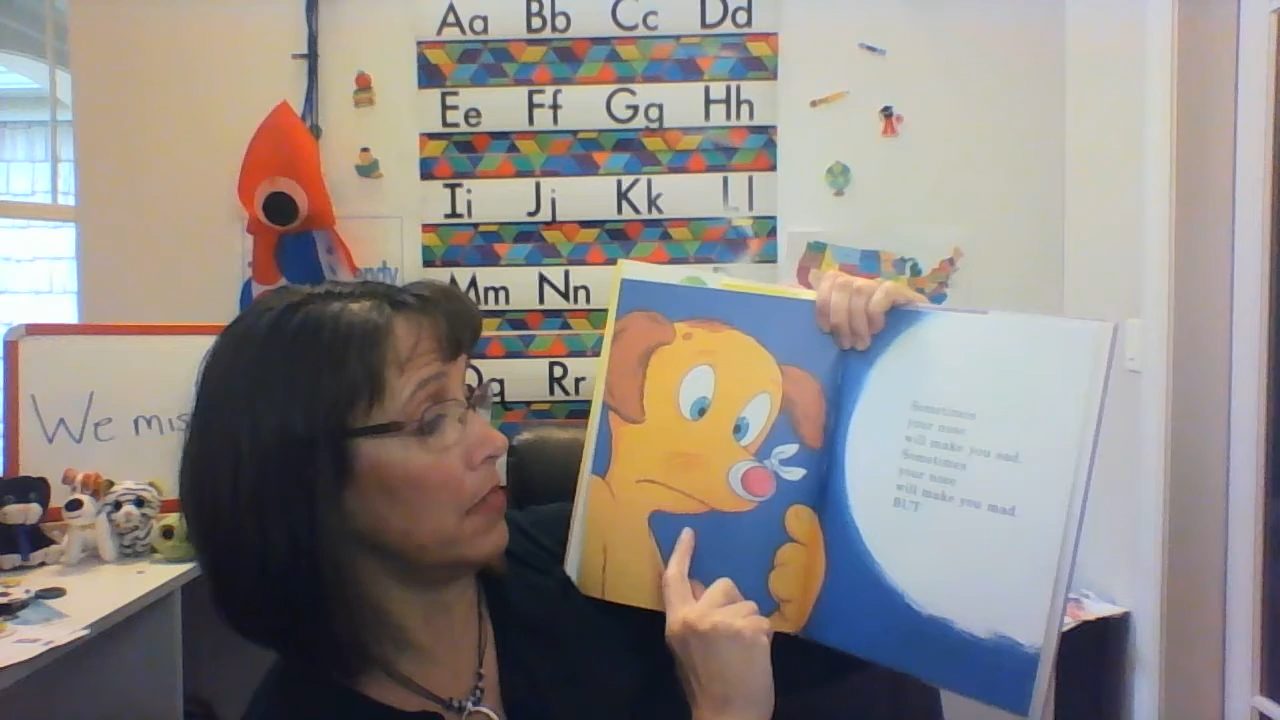 Aa Bb Cc Dd
Ee Ff Gg Hh
Ii Jj Kk Ll
Mm Nn
Qq Rr
We mis
Sometimes
your nose
will make you sad.
Sometimes
your nose
will make you mad.
BUT